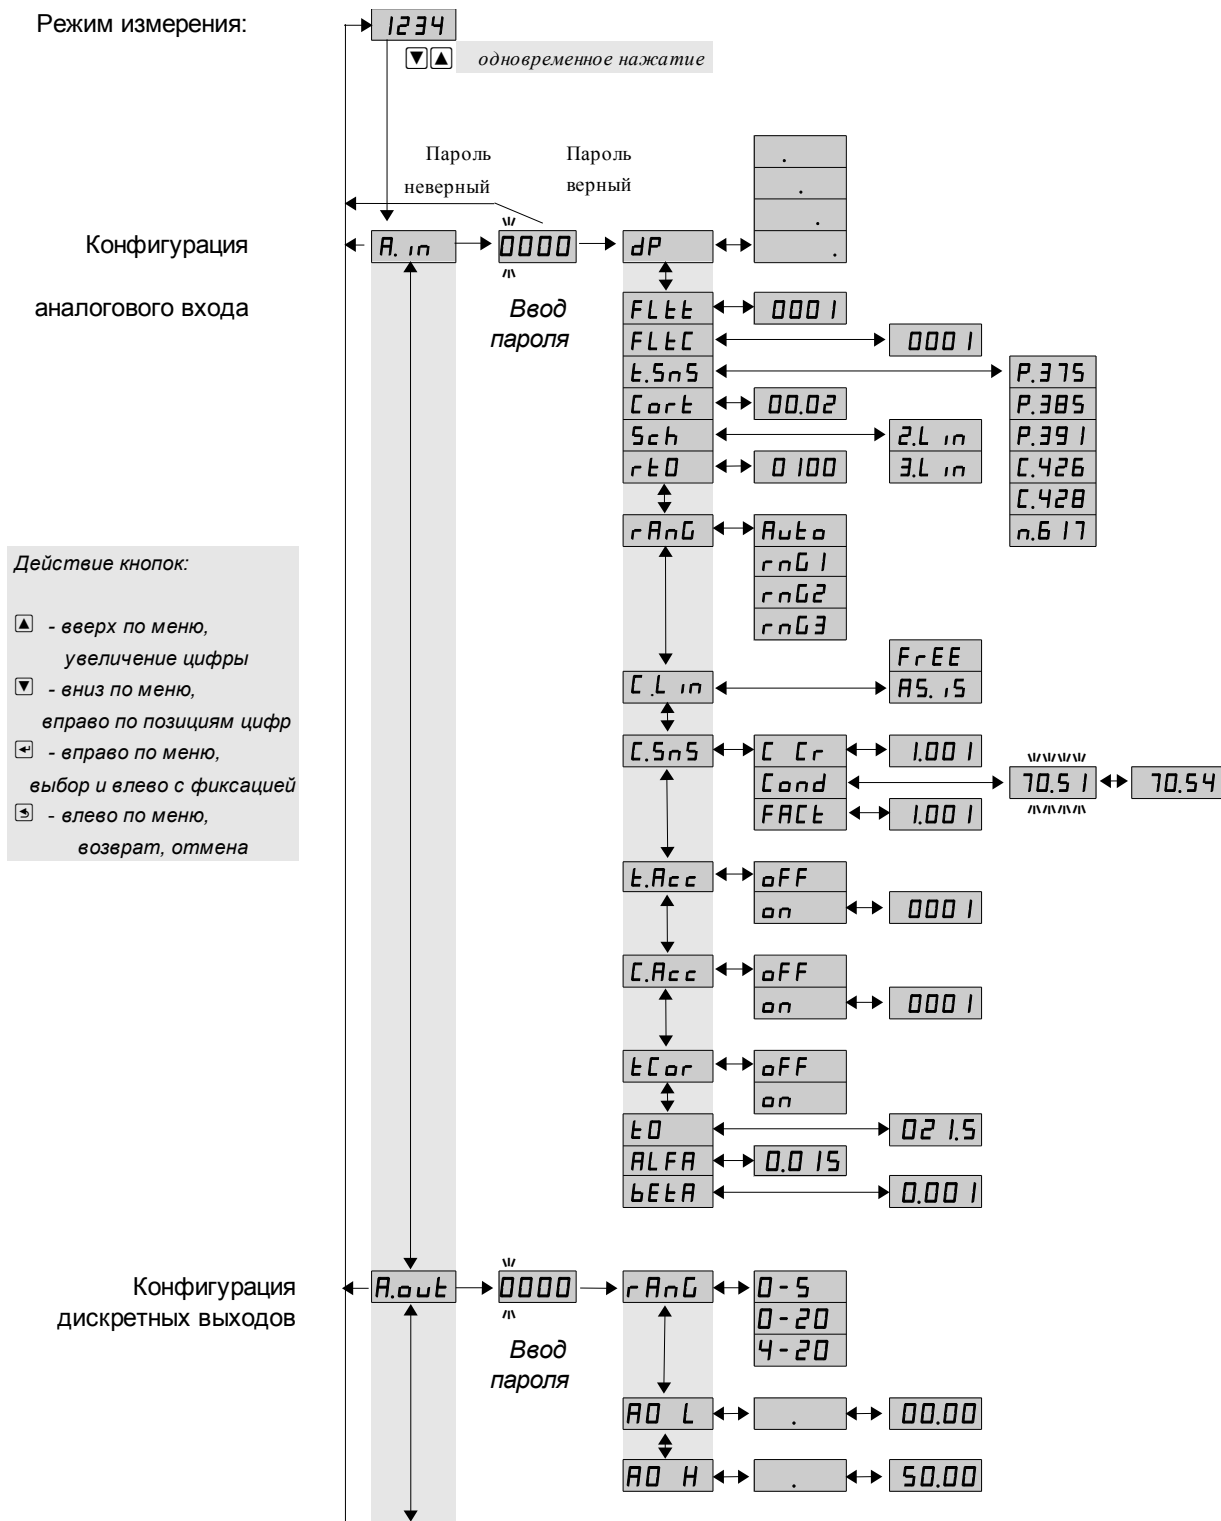 Режим измерения:
1234
одновременное нажатие
Пароль неверный
Пароль верный
Конфигурация
аналогового входа
A.in
0000
Ввод
пароля
dP
.
.
.
.
FLtt
0001
FLtC
0001
t.SnS
P.375
P.385
P.391
C.426
C.428
n.617
Cort
00.02
Sch
2.Lin
3.Lin
rt0
0100
rAnG
Auto
rnG1
rnG2
rnG3
Действие кнопок:
- вверх по меню,
увеличение цифры
- вниз по меню,
вправо по позициям цифр
- вправо по меню,
выбор и влево с фиксацией
- влево по меню,
возврат, отмена
C.Lin
FrEE
AS.iS
C.SnS
C Cr
1.001
Cond
70.51
70.54
FACt
1.001
t.Acc
oFF
on
0001
C.Acc
oFF
on
0001
tCor
oFF
on
t0
021.5
ALFA
0.015
bEtA
0.001
Конфигурация
дискретных выходов
A.out
0000
Ввод
пароля
rAnG
0-5
0-20
4-20
A0 L
.
00.00
A0 H
.
50.00